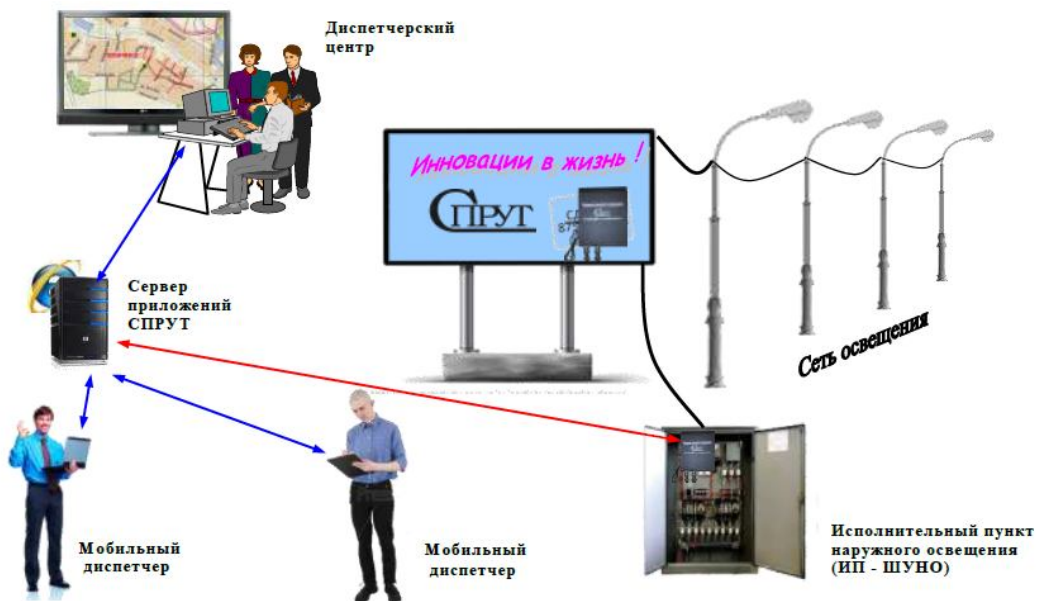 Диспетчерский
центр
Инновации в жизнь !
СПРУТ
Сервер
приложений
СПРУТ
Сеть освещения
Мобильный
диспетчер
Мобильный
диспетчер
Исполнительный пункт
наружного освещения
(ИП - ШУНО)